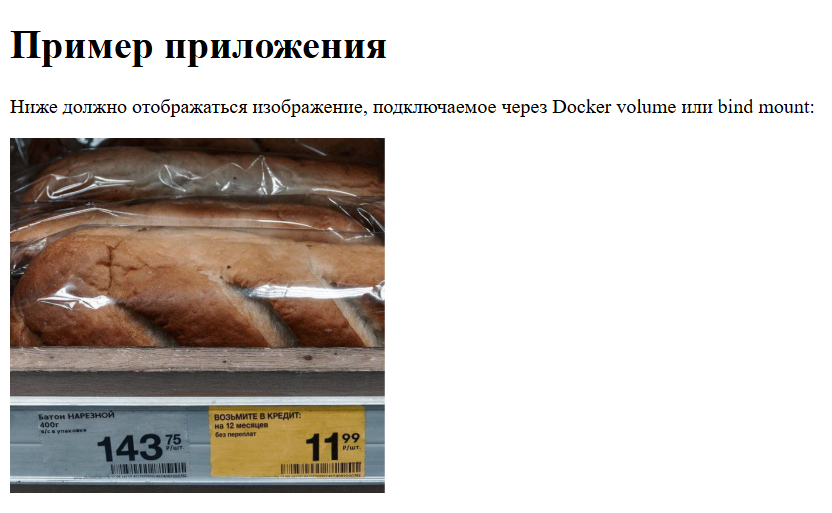 Пример приложения
Ниже должно отображаться изображение, подключаемое через Docker volume или bind mount:
Батон НАРЕЗНОЙ
400г
в/с в упаковке
143 75
₽/шт.
ВОЗЬМИТЕ В КРЕДИТ:
на 12 месяцев
без переплат
11 99
₽/шт.